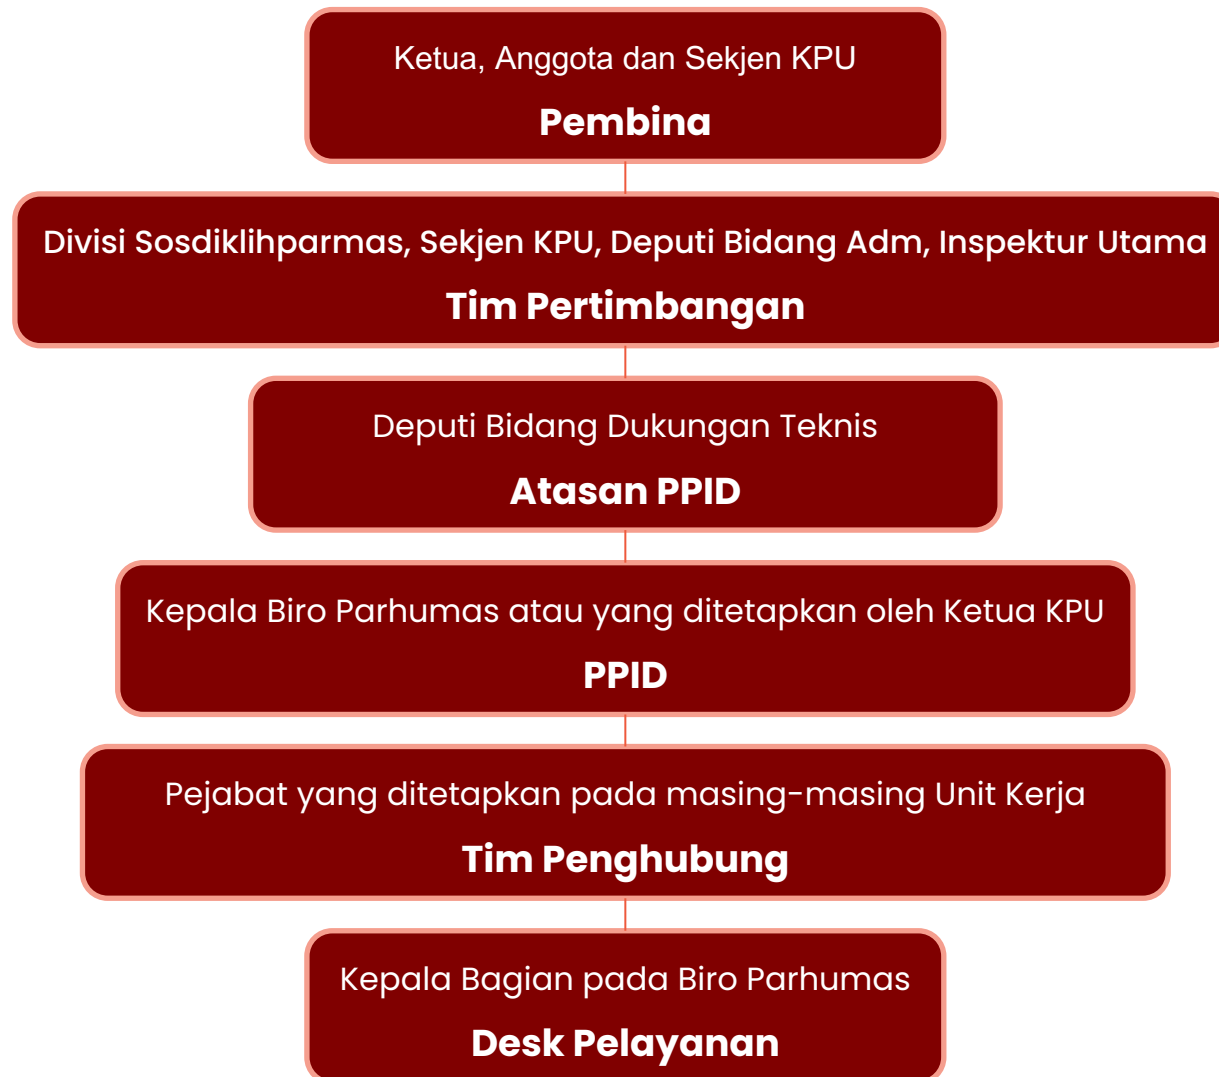 Ketua, Anggota dan Sekjen KPU
Pembina
Divisi Sosdiklihparmas, Sekjen KPU, Deputi Bidang Adm, Inspektur Utama
Tim Pertimbangan
Deputi Bidang Dukungan Teknis
Atasan PPID
Kepala Biro Parhumas atau yang ditetapkan oleh Ketua KPU
PPID
Pejabat yang ditetapkan pada masing-masing Unit Kerja
Tim Penghubung
Kepala Bagian pada Biro Parhumas
Desk Pelayanan